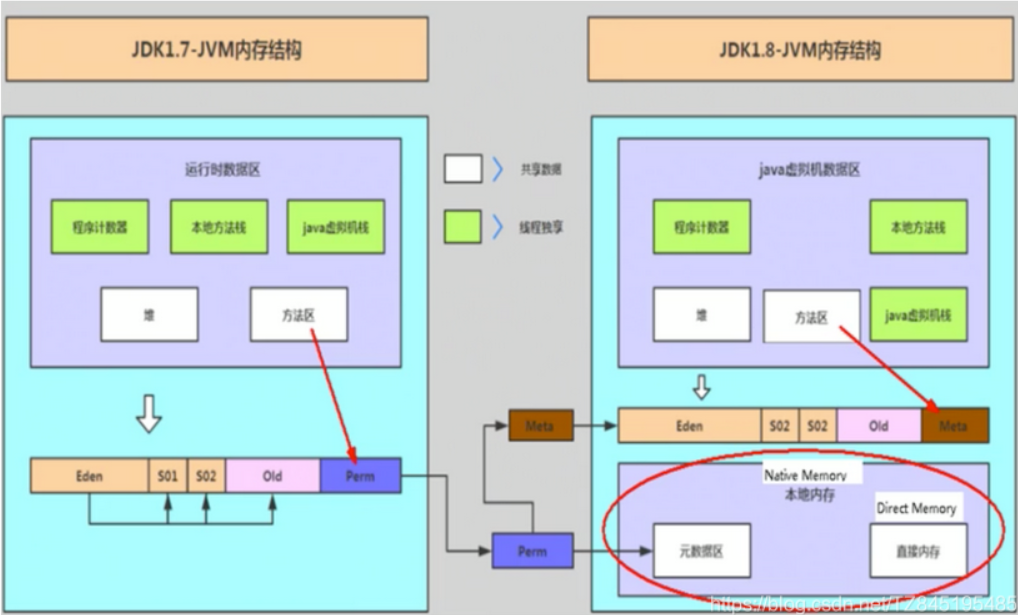 JDK1.7-JVM内存结构
JDK1.8-JVM内存结构
运行时数据区
程序计数器
本地方法栈
java虚拟机栈
堆
方法区
Eden
S01
S02
Old
Perm
共享数据
线程独享
Meta
Perm
java虚拟机数据区
程序计数器
本地方法栈
堆
方法区
java虚拟机栈
Eden
S02
S02
Old
Meta
Native Memory
本地内存
Direct Memory
元数据区
直接内存
https://blog.csdn.net/TZ845195485